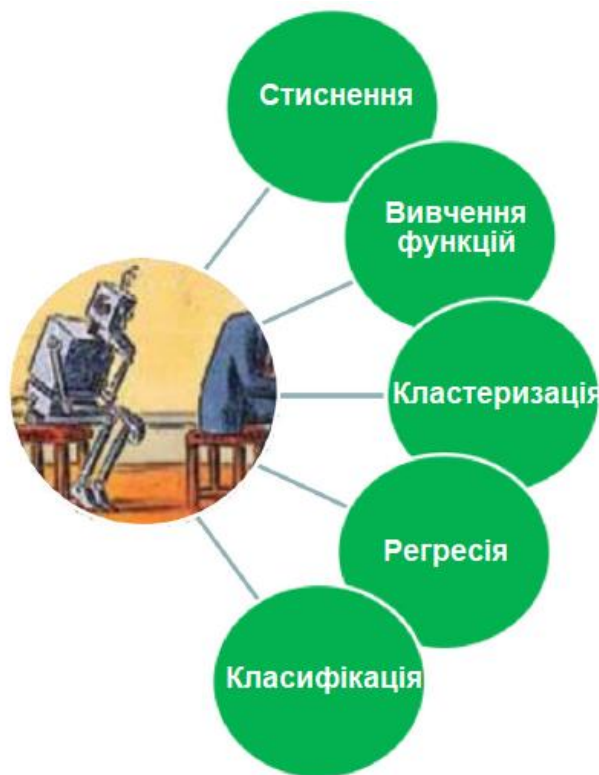 Стиснення
Вивчення
функцій
Кластеризація
Регресія
Класифікація